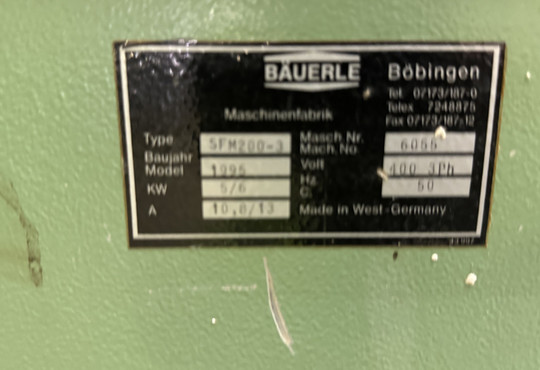 BÄUERLE Böbingen
Tel. 07173/187-0
Telex 7248875
Fax 07173/187-12
Maschinenfabrik
Type SFM200-3 Masch.Nr. Mach.No. 6055
Baujahr Model 1995 Volt 400 3Ph
KW 5/6 Hz. C. 50
A 10,8/13 Made in West-Germany